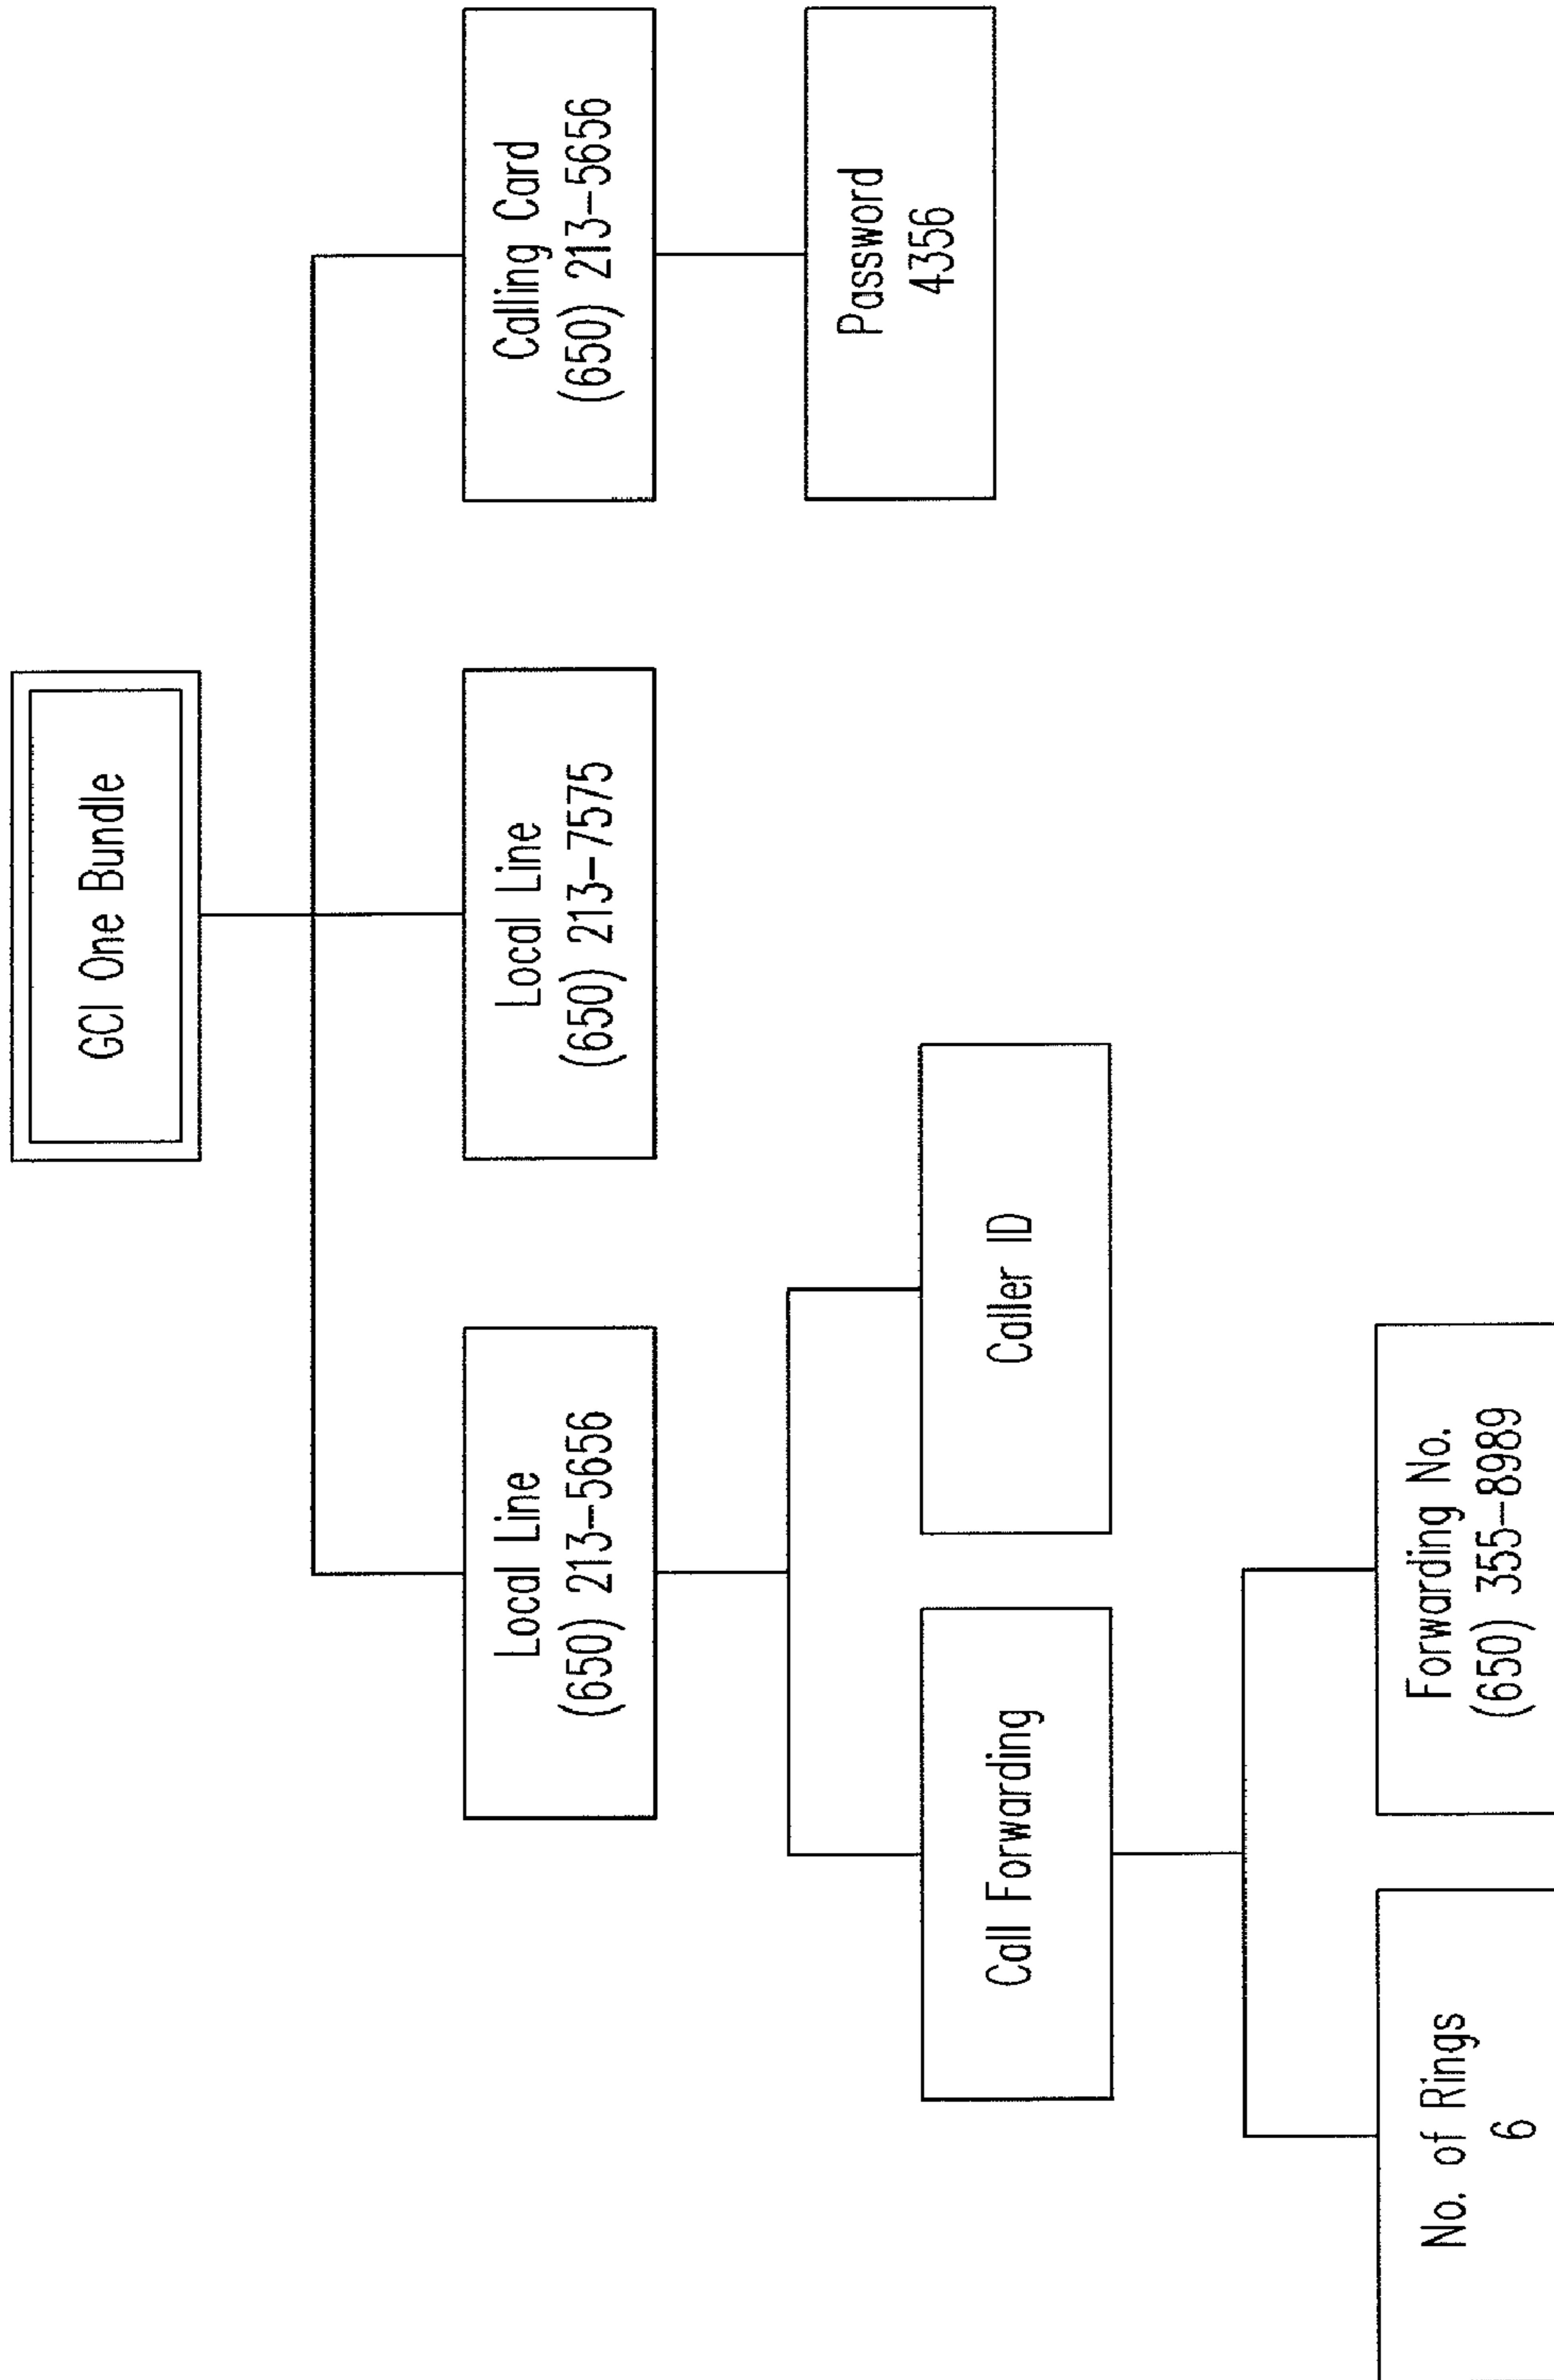 GCI One Bundle
Local Line
(650) 213-5656
Local Line
(650) 213-7575
Calling Card
(650) 213-5656
Call Forwarding
Caller ID
Password
4356
No. of Rings
6
Forwarding No.
(650) 355-8989